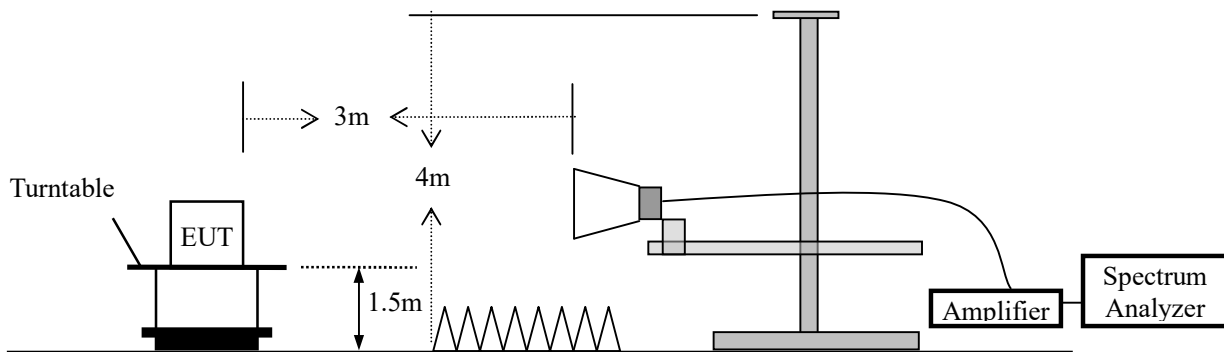 3m
4m
Turntable
EUT
1.5m
Spectrum
Analyzer
Amplifier